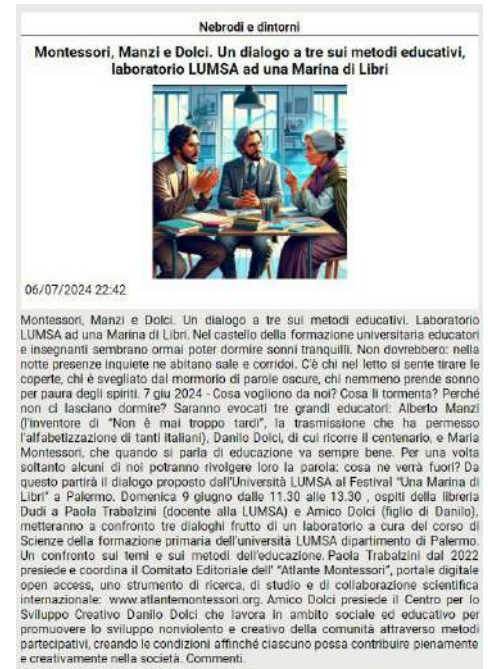 Nebrodi e dintorni
Montessori, Manzi e Dolci. Un dialogo a tre sui metodi educativi,
laboratorio LUMSA ad una Marina di Libri
06/07/2024 22:42
Montessori, Manzi e Dolci. Un dialogo a tre sui metodi educativi. Laboratorio
LUMSA ad una Marina di Libri. Nel castello della formazione universitaria educatori
e insegnanti sembrano ormai poter dormire sonni tranquilli. Non dovrebbero: nella
notte presenze inquiete ne abitano sale e corridoi. C'è chi nel letto si sente tirare le
coperte, chi è svegliato dal mormorio di parole oscure, chi nemmeno prende sonno
per paura degli spiriti. 7 giu 2024 - Cosa vogliono da noi? Cosa li tormenta? Perché
non ci lasciano dormire? Saranno evocati tre grandi educatori: Alberto Manzi
(l'inventore di "Non è mai troppo tardi", la trasmissione che ha permesso
l'alfabetizzazione di tanti italiani), Danilo Dolci, di cui ricorre il centenario, e Maria
Montessori, che quando si parla di educazione va sempre bene. Per una volta
soltanto alcuni di noi potranno rivolgere loro la parola: cosa ne verrà fuori? Da
questo partirà il dialogo proposto dall'Università LUMSA al Festival "Una Marina di
Libri" a Palermo. Domenica 9 giugno dalle 11.30 alle 13.30 , ospiti della libreria
Dudi a Paola Trabalzini (docente alla LUMSA) e Amico Dolci (figlio di Danilo),
metteranno a confronto tre dialoghi frutto di un laboratorio a cura del corso di
Scienze della formazione primaria dell'università LUMSA dipartimento di Palermo.
Un confronto sui temi e sui metodi dell'educazione. Paola Trabalzini dal 2022
presiede e coordina il Comitato Editoriale dell' "Atlante Montessori", portale digitale
open access, uno strumento di ricerca, di studio e di collaborazione scientifica
internazionale: www.atlantemontessori.org. Amico Dolci presiede il Centro per lo
Sviluppo Creativo Danilo Dolci che lavora in ambito sociale ed educativo per
promuovere lo sviluppo nonviolento e creativo della comunità attraverso metodi
partecipativi, creando le condizioni affinché ciascuno possa contribuire pienamente
e creativamente nella società. Commenti.